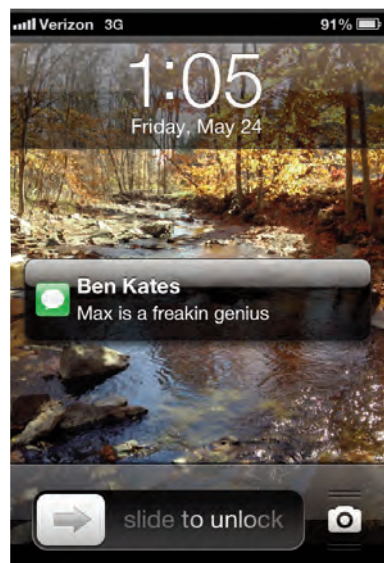 Verizon 3G 91%
1:05
Friday, May 24
Ben Kates
Max is a freakin genius
slide to unlock